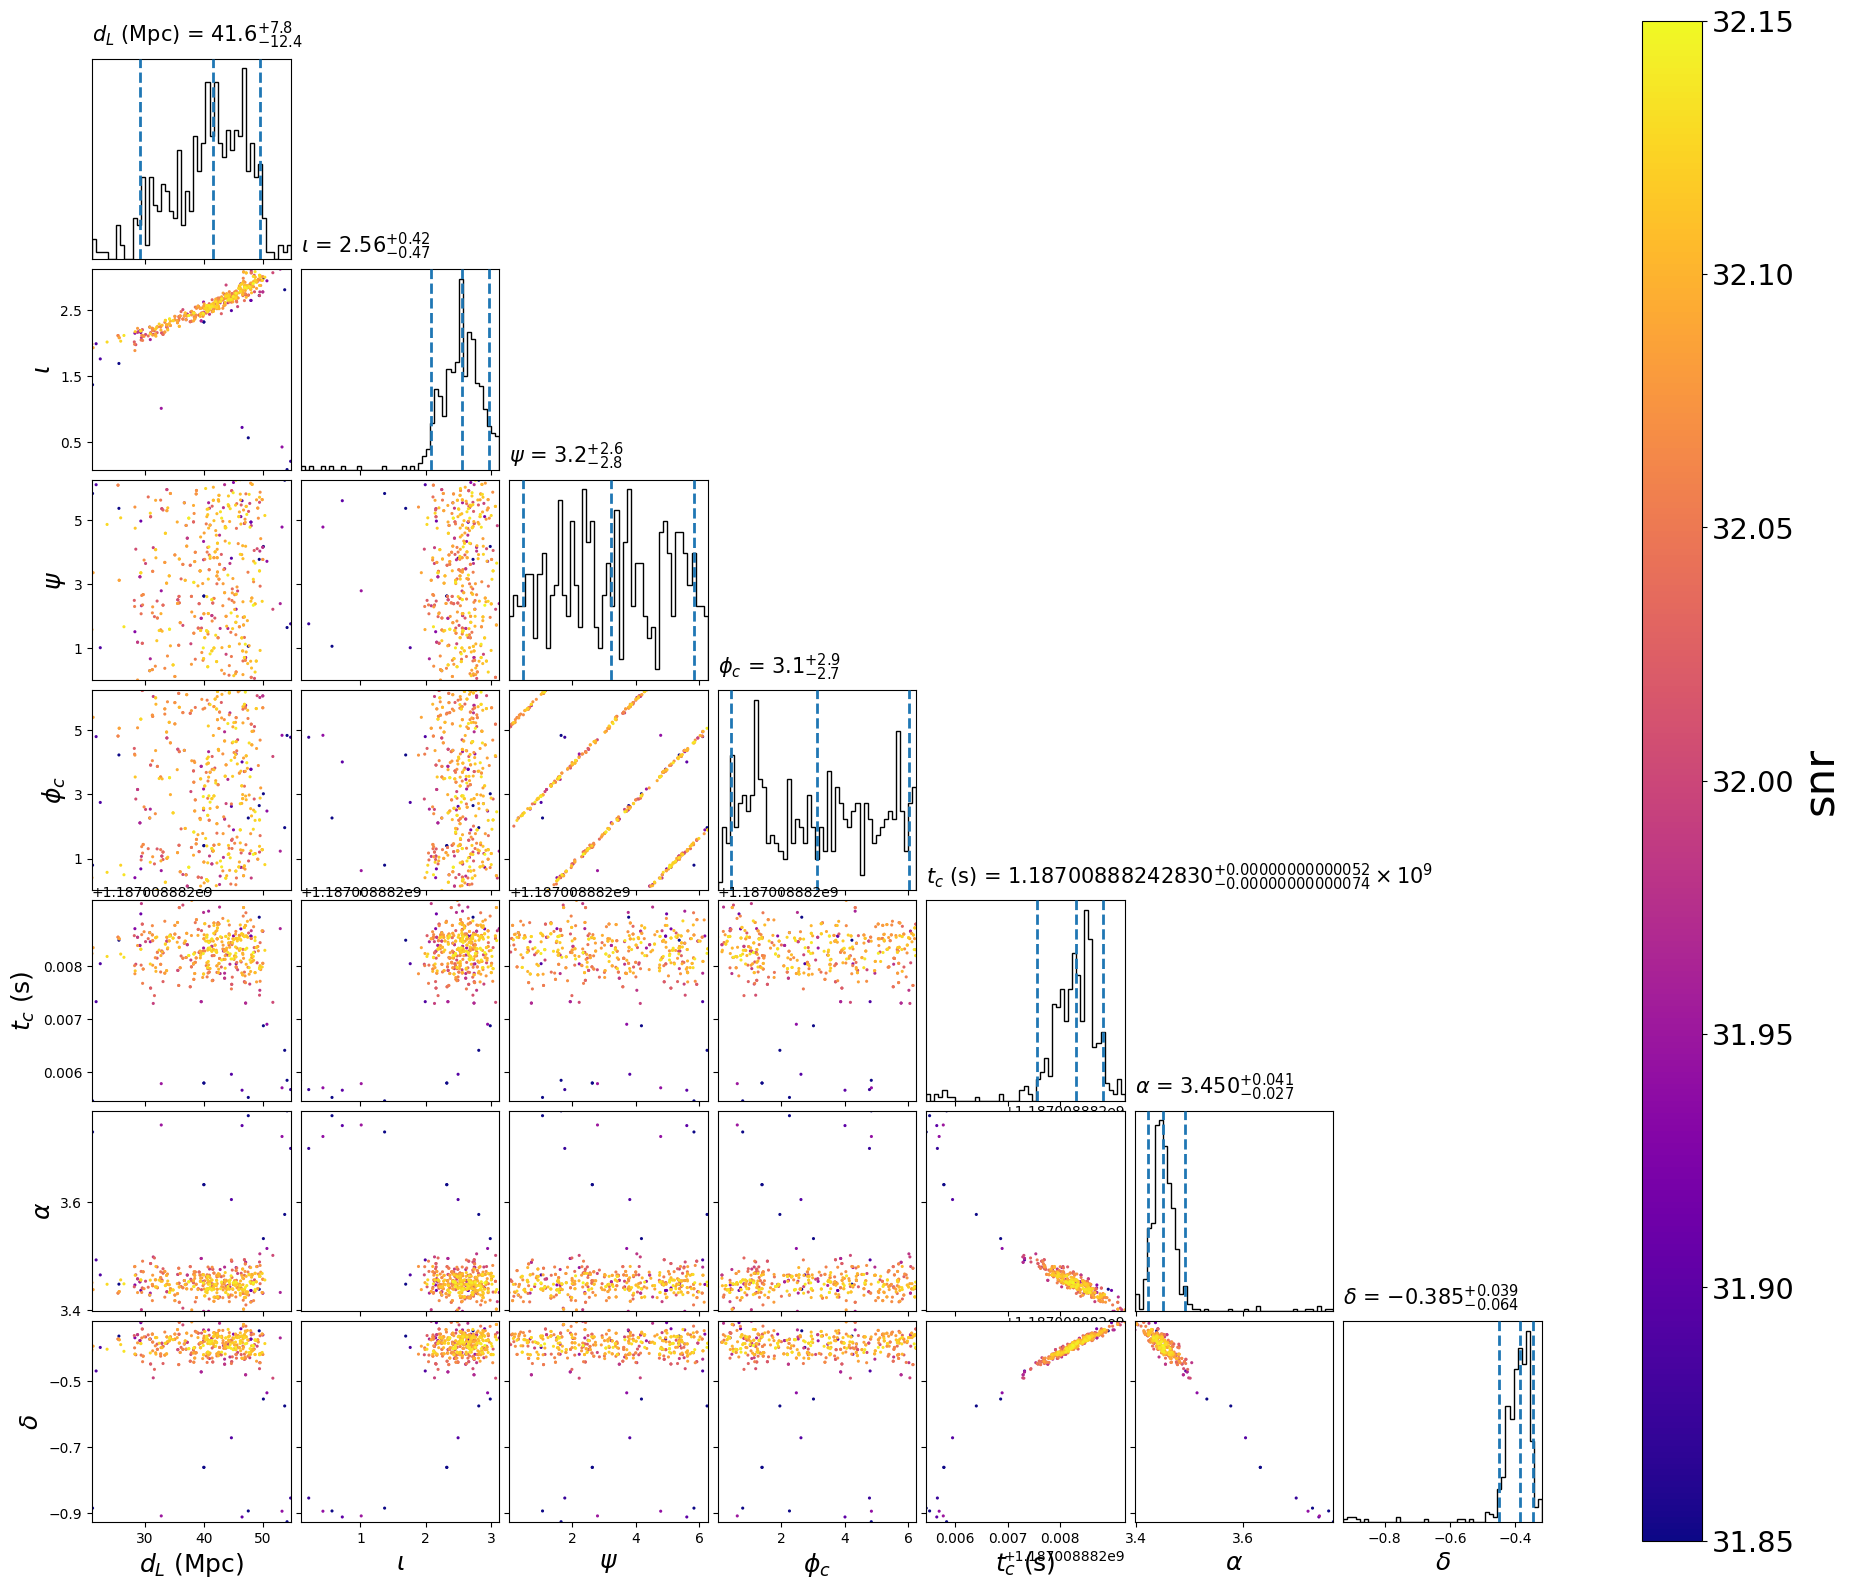 d_L (Mpc) = 41.6^{+7.8}_{-12.4}
ι = 2.56^{+0.42}_{-0.47}
2.5
1.5
0.5
ι
ψ = 3.2^{+2.6}_{-2.8}
5
3
1
ψ
ϕ_c = 3.1^{+2.9}_{-2.7}
5
3
1
ϕ_c
t_c (s) = 1.18700888242830^{+0.00000000000052}_{-0.00000000000074} × 10^9
+1.187008882e9 +1.187008882e9 +1.187008882e9 +1.187008882e9
0.008
0.007
0.006
t_c (s)
α = 3.450^{+0.041}_{-0.027}
+1.187008882e9
3.6
3.4
α
δ = −0.385^{+0.039}_{-0.064}
+1.187008882e9
−0.5
−0.7
−0.9
δ
30 40 50
1 2 3
2 4 6
2 4 6
0.006 0.007 0.008
3.4 3.6
−0.8 −0.6 −0.4
+1.187008882e9
d_L (Mpc)
ι
ψ
ϕ_c
t_c (s)
α
δ
32.15
32.10
32.05
32.00
31.95
31.90
31.85
snr